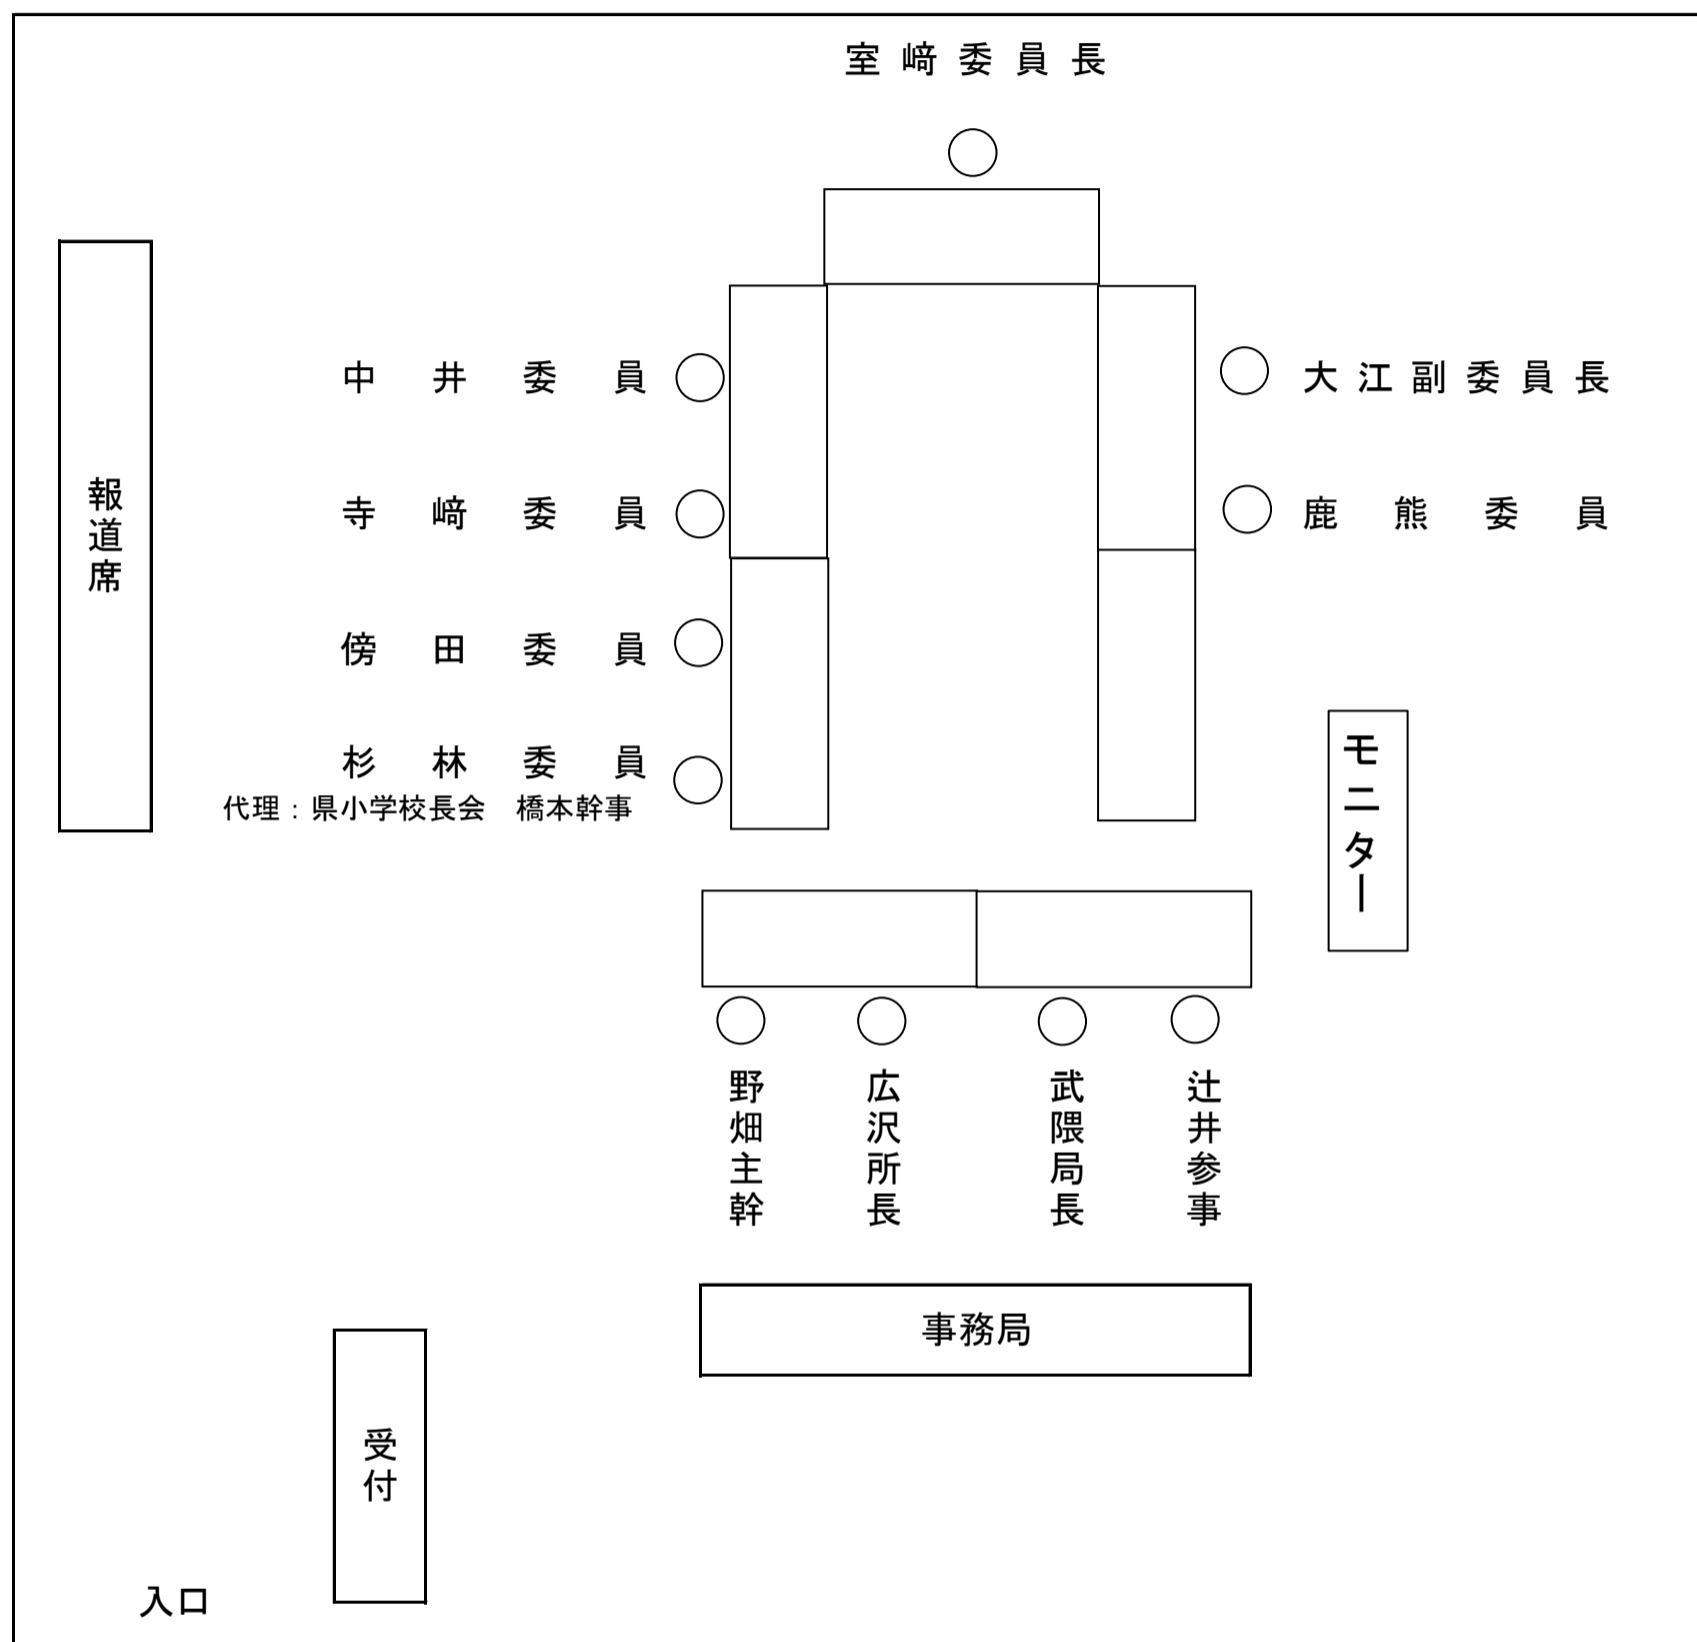 室﨑委員長
中井委員
大江副委員長
寺﨑委員
鹿熊委員
傍田委員
杉林委員
代理：県小学校長会　橋本幹事
報道席
モニター
野畑主幹
広沢所長
武隈局長
辻井参事
事務局
受付
入口